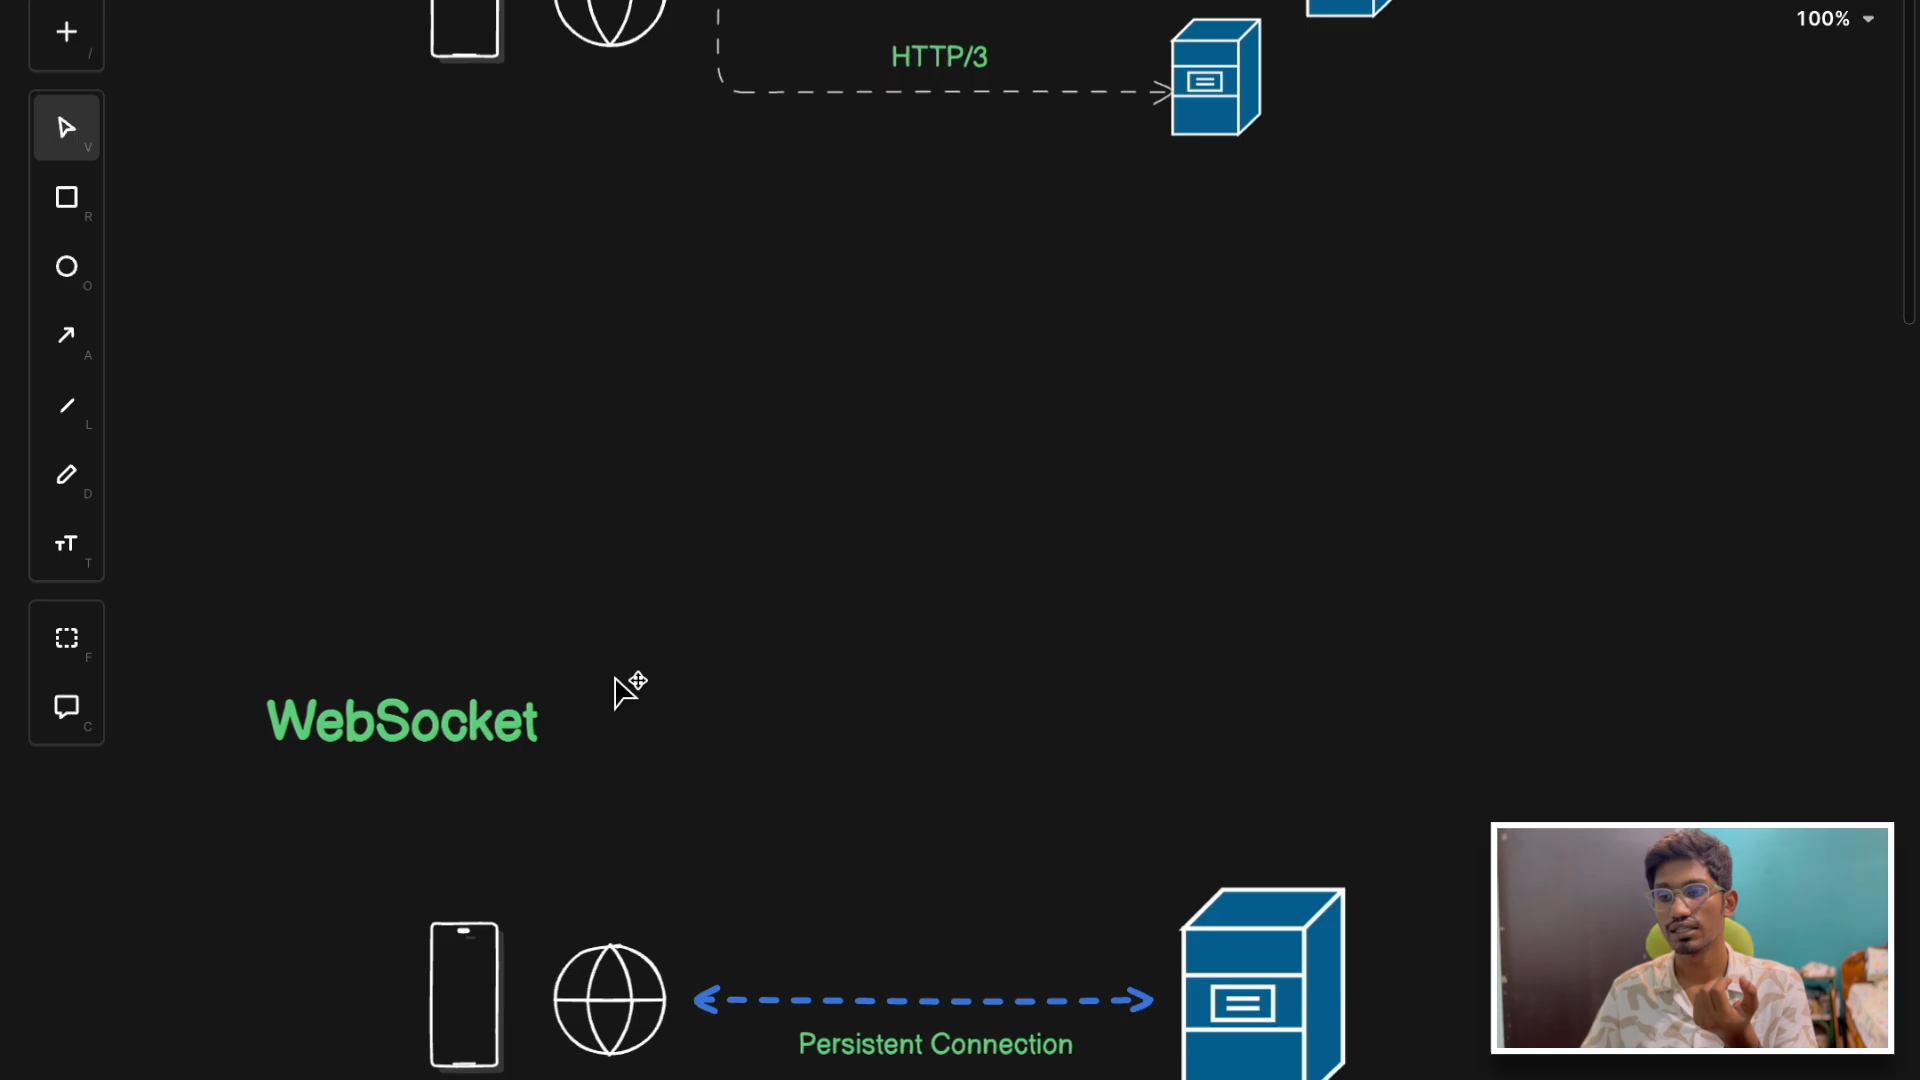 100%
/
HTTP/3
V
R
O
A
L
D
T
F
C
WebSocket
Persistent Connection